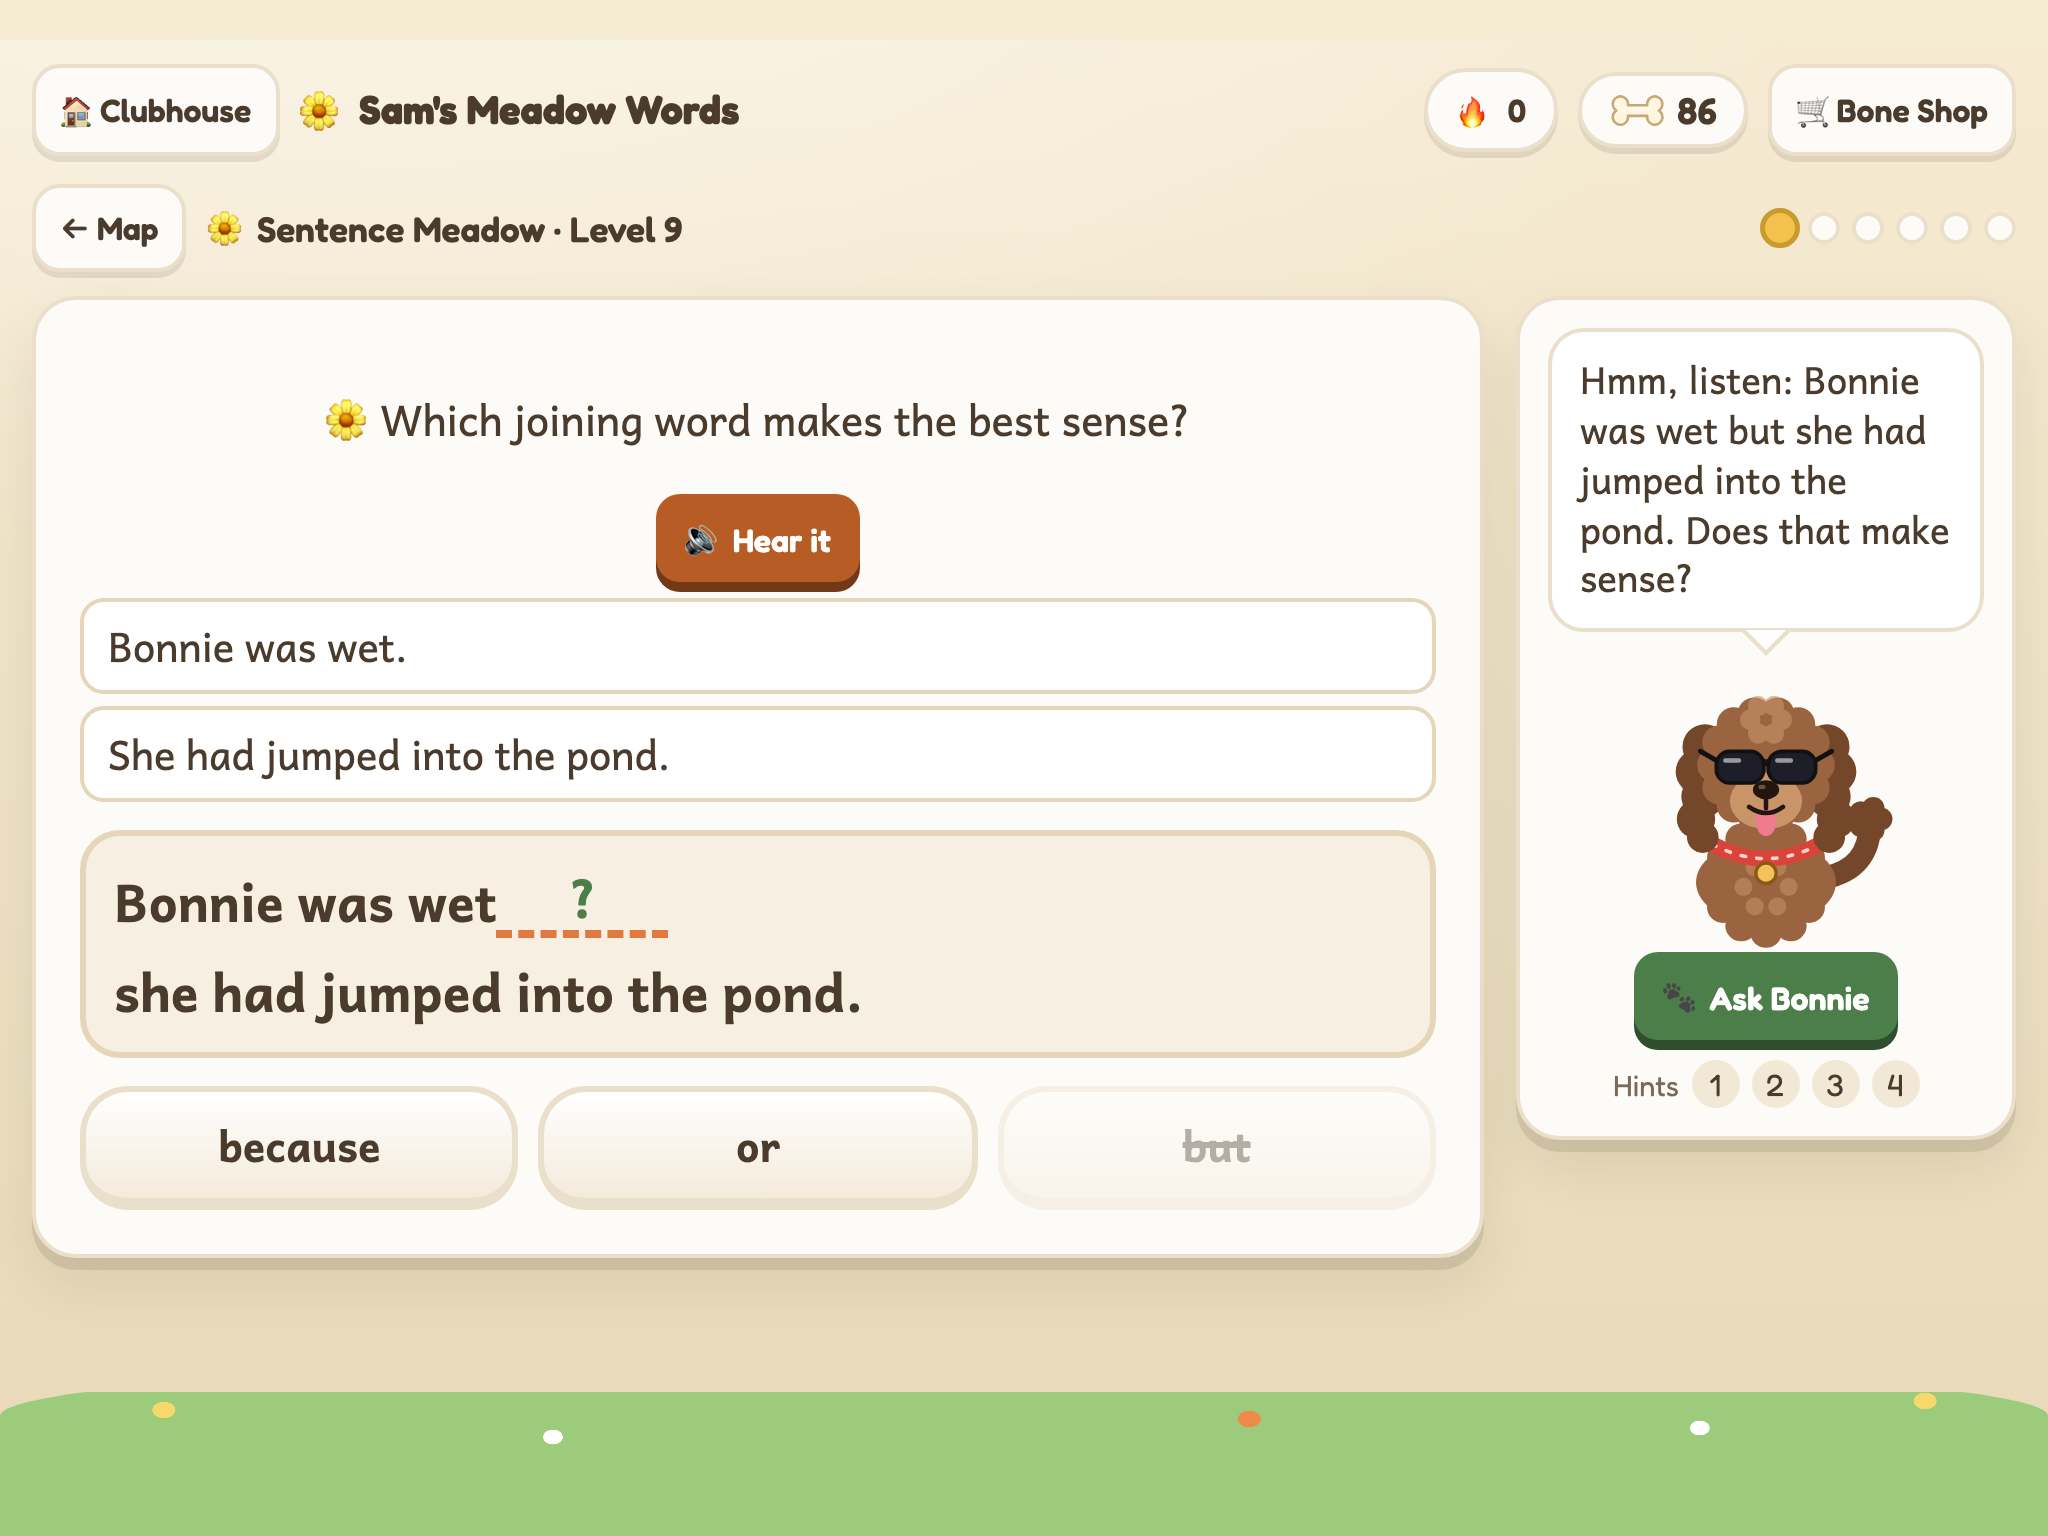 Clubhouse
Sam's Meadow Words
0
86
Bone Shop
← Map
Sentence Meadow · Level 9
Which joining word makes the best sense?
Hear it
Bonnie was wet.
She had jumped into the pond.
Bonnie was wet ?
she had jumped into the pond.
because
or
but
Hmm, listen: Bonnie
was wet but she had
jumped into the
pond. Does that make
sense?
Ask Bonnie
Hints 1 2 3 4